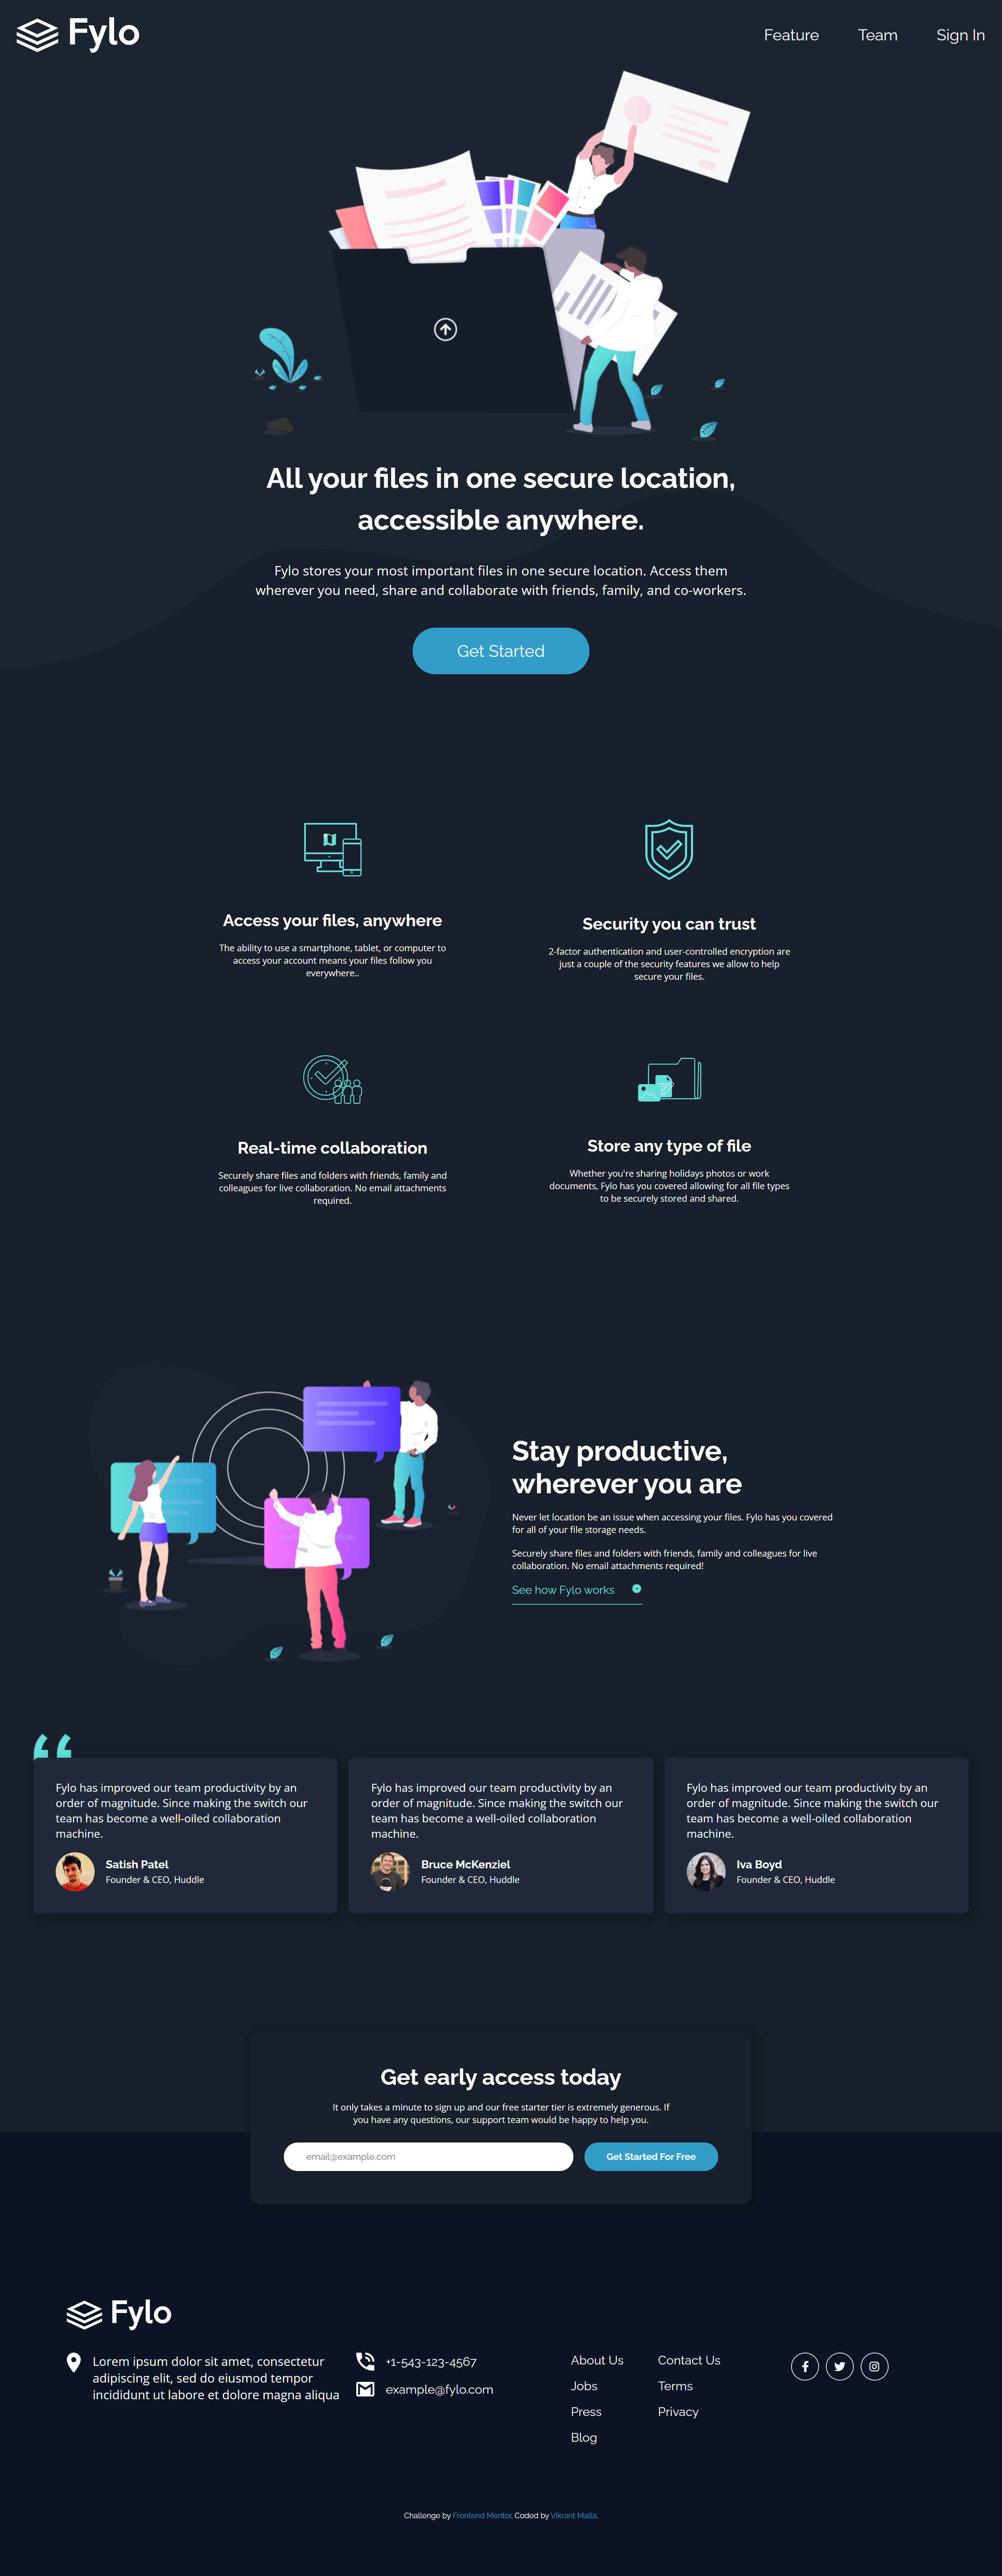 Fylo
Feature
Team
Sign In
All your files in one secure location,
accessible anywhere.
Fylo stores your most important files in one secure location. Access them
wherever you need, share and collaborate with friends, family, and co-workers.
Get Started
Access your files, anywhere
The ability to use a smartphone, tablet, or computer to
access your account means your files follow you
everywhere..
Security you can trust
2-factor authentication and user-controlled encryption are
just a couple of the security features we allow to help
secure your files.
Real-time collaboration
Securely share files and folders with friends, family and
colleagues for live collaboration. No email attachments
required.
Store any type of file
Whether you're sharing holidays photos or work
documents, Fylo has you covered allowing for all file types
to be securely stored and shared.
Stay productive,
wherever you are
Never let location be an issue when accessing your files. Fylo has you covered
for all of your file storage needs.
Securely share files and folders with friends, family and colleagues for live
collaboration. No email attachments required!
See how Fylo works
Fylo has improved our team productivity by an
order of magnitude. Since making the switch our
team has become a well-oiled collaboration
machine.
Satish Patel
Founder & CEO, Huddle
Fylo has improved our team productivity by an
order of magnitude. Since making the switch our
team has become a well-oiled collaboration
machine.
Bruce McKenziel
Founder & CEO, Huddle
Fylo has improved our team productivity by an
order of magnitude. Since making the switch our
team has become a well-oiled collaboration
machine.
Iva Boyd
Founder & CEO, Huddle
Get early access today
It only takes a minute to sign up and our free starter tier is extremely generous. If
you have any questions, our support team would be happy to help you.
email@example.com
Get Started For Free
Fylo
Lorem ipsum dolor sit amet, consectetur
adipiscing elit, sed do eiusmod tempor
incididunt ut labore et dolore magna aliqua
+1-543-123-4567
example@fylo.com
About Us
Jobs
Press
Blog
Contact Us
Terms
Privacy
Challenge by Frontend Mentor. Coded by Vikrant Malla.